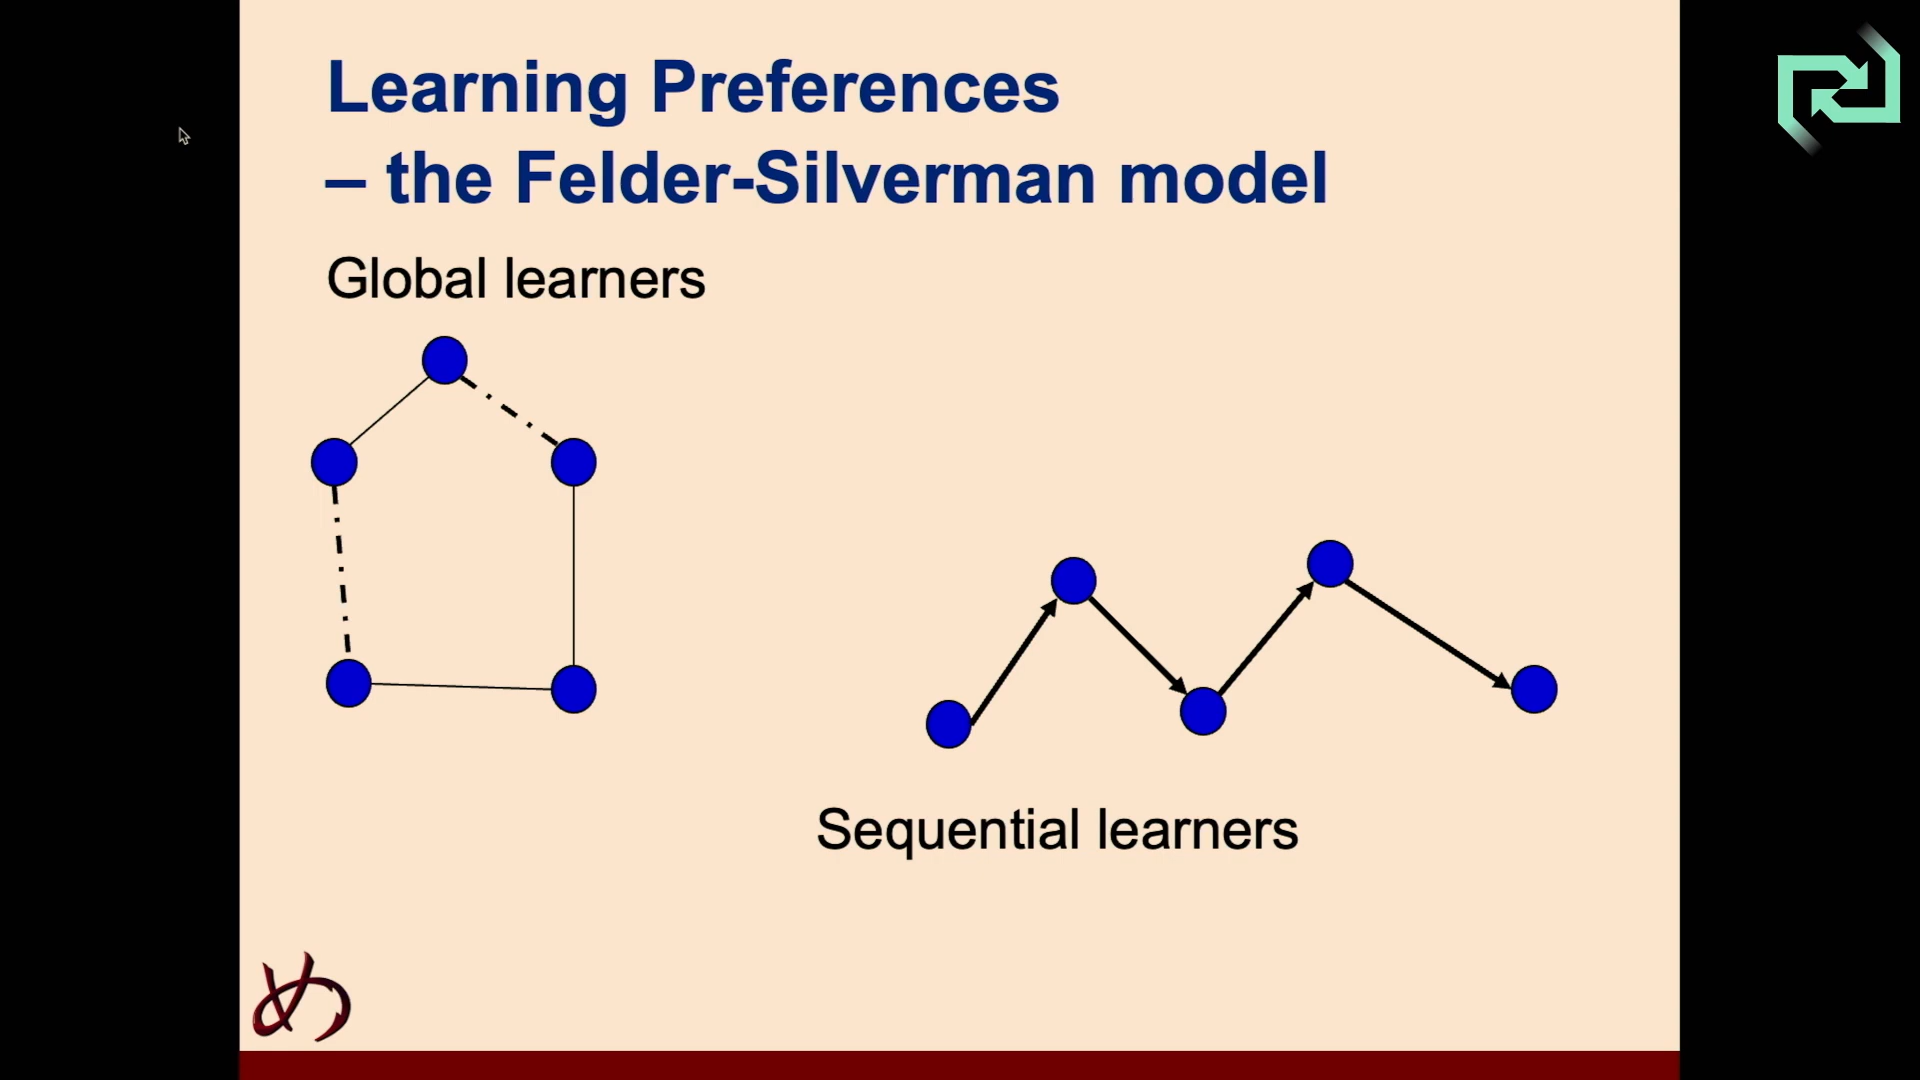 Learning Preferences
– the Felder-Silverman model
Global learners
Sequential learners
め